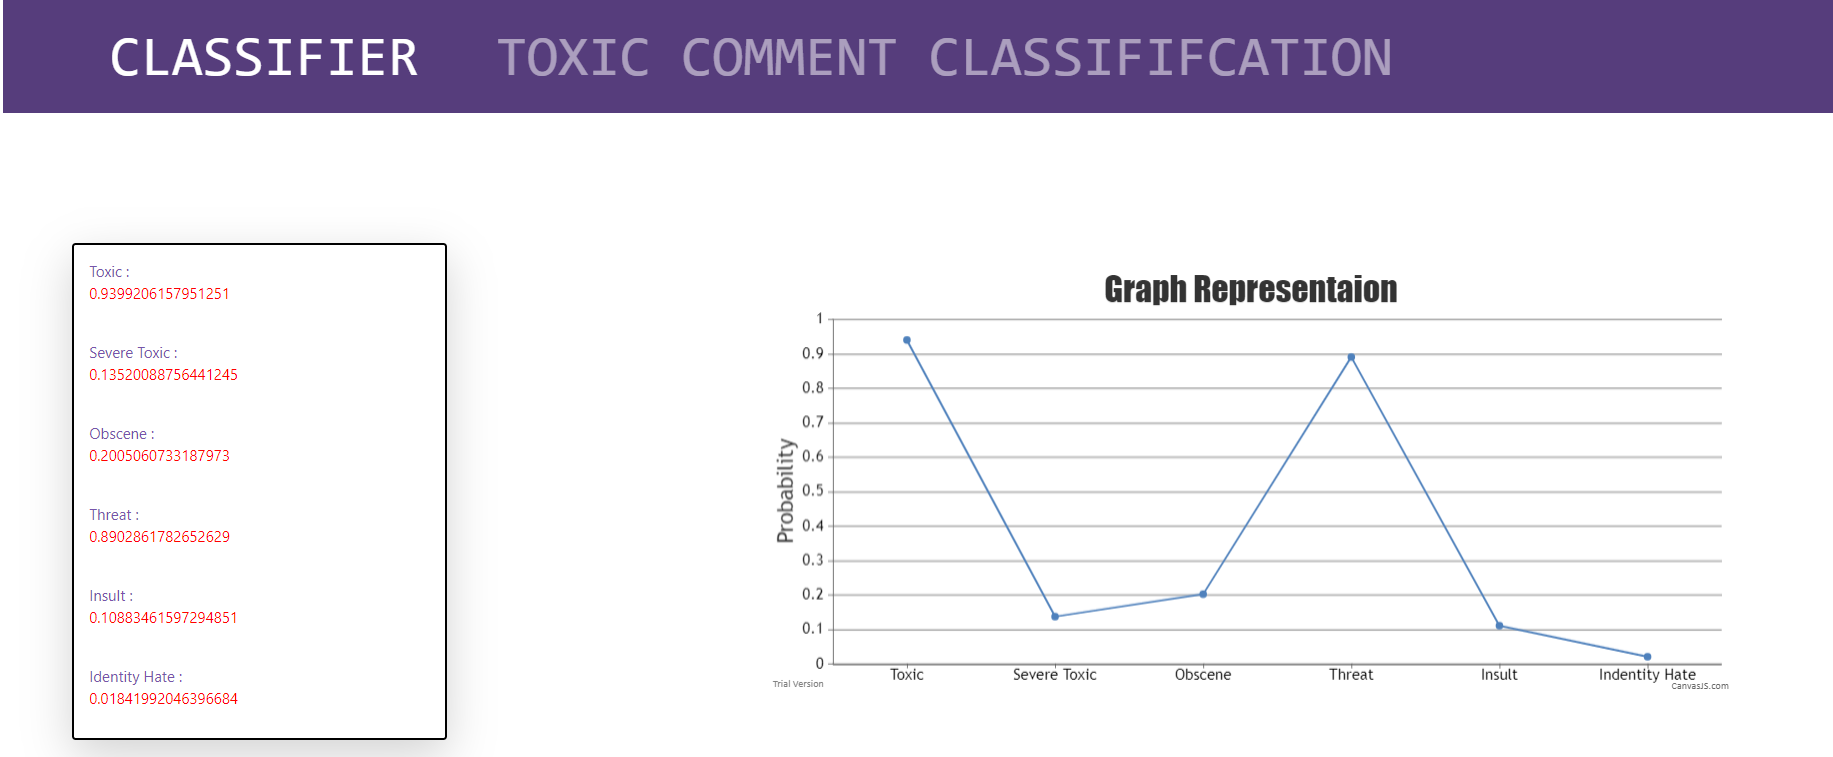 CLASSIFIER TOXIC COMMENT CLASSIFIFCATION
Toxic :
0.9399206157951251
Severe Toxic :
0.13520088756441245
Obscene :
0.2005060733187973
Threat :
0.8902861782652629
Insult :
0.10883461597294851
Identity Hate :
0.01841992046396684
Graph Representaion
Probability
1
0.9
0.8
0.7
0.6
0.5
0.4
0.3
0.2
0.1
0
Toxic Severe Toxic Obscene Threat Insult Indentity Hate
Trial Version
CanvasJS.com